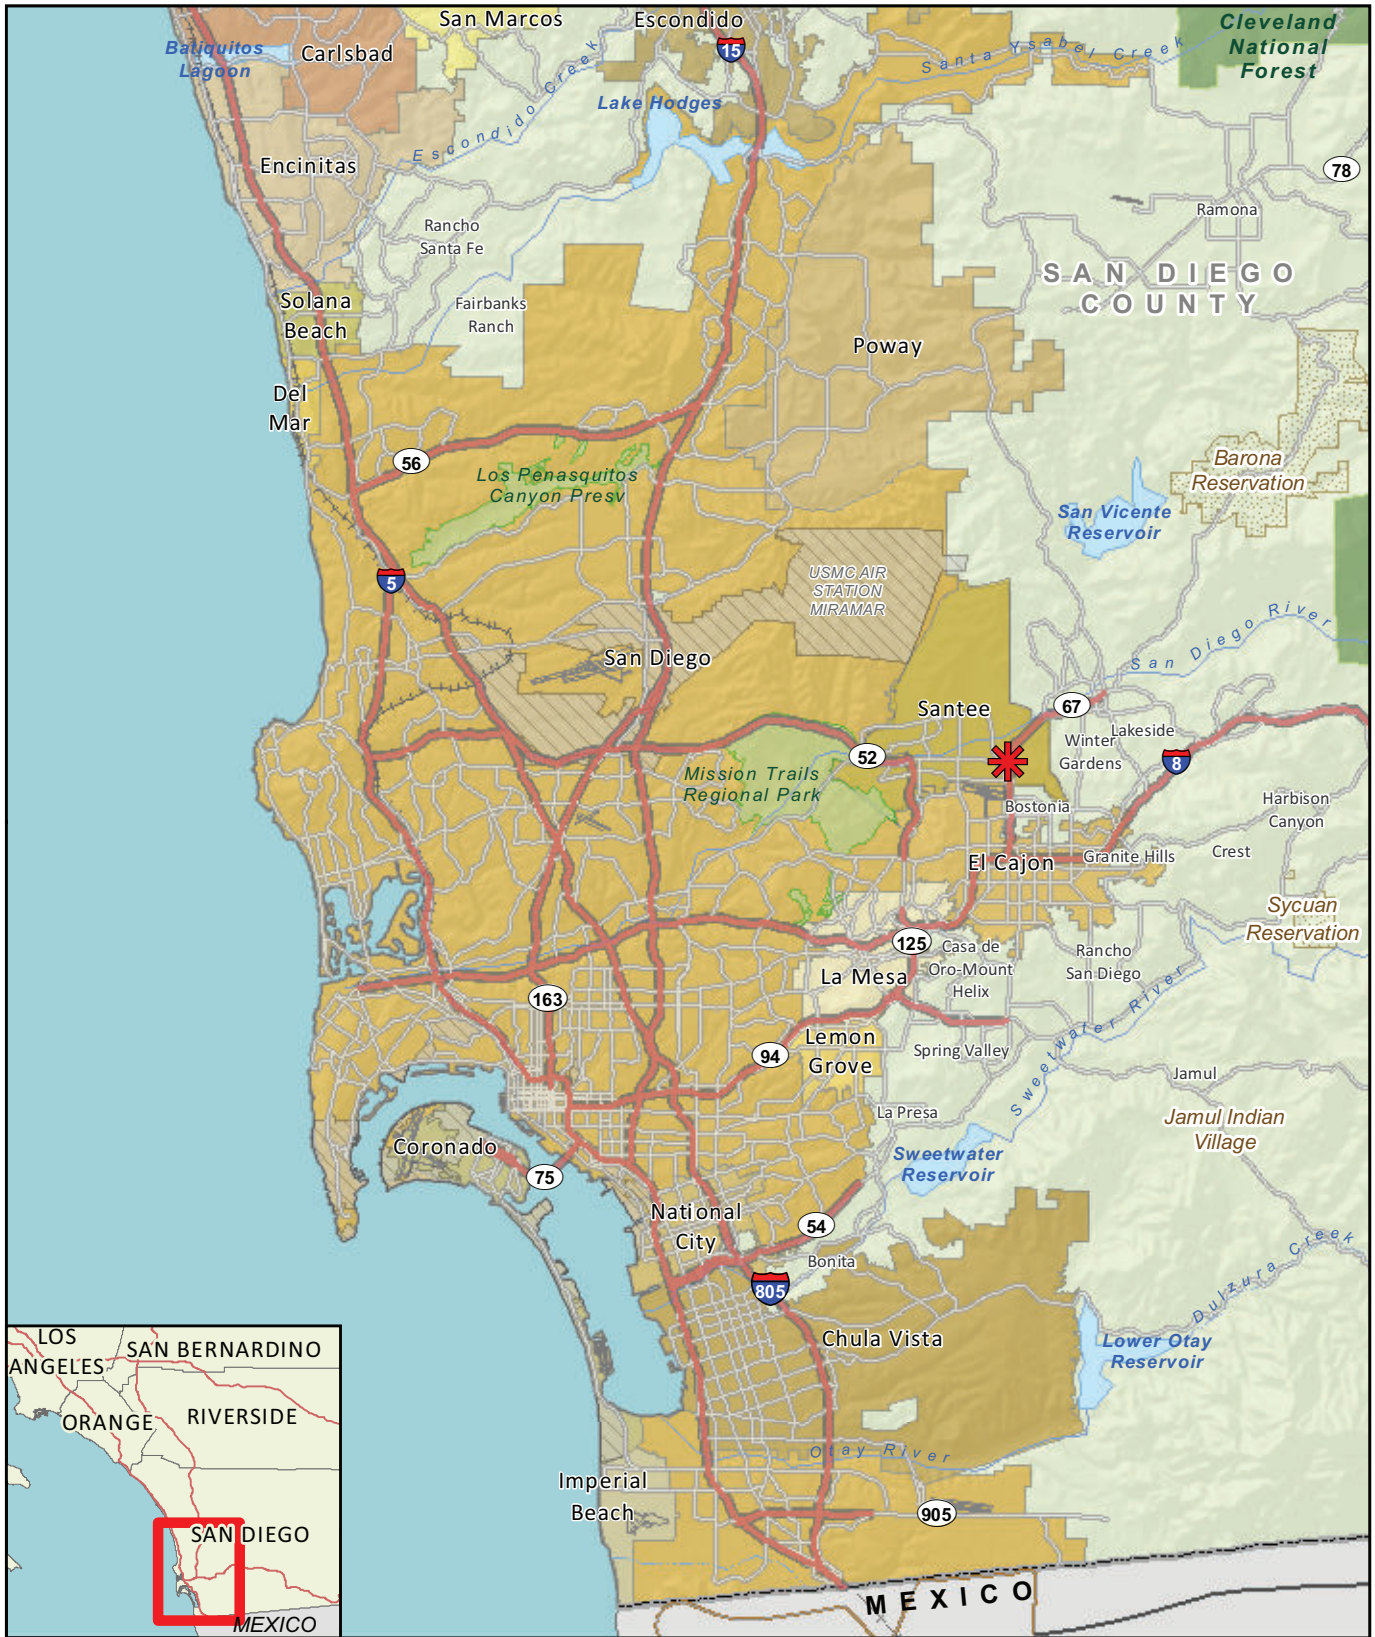 San Marcos
Escondido
Cleveland
National
Forest
15
Batiquitos
Lagoon
Carlsbad
Escondido Creek
Santa Ysabel Creek
Lake Hodges
Encinitas
78
Rancho
Santa Fe
Ramona
SAN DIEGO
COUNTY
Solana
Beach
Fairbanks
Ranch
Poway
Del
Mar
56
Los Penasquitos
Canyon Presv
Barona
Reservation
San Vicente
Reservoir
5
USMC AIR
STATION
MIRAMAR
San Diego River
San Diego
Santee
67
Lakeside
Winter
Gardens
52
8
Mission Trails
Regional Park
Bostonia
Harbison
Canyon
El Cajon
Granite Hills
Crest
Sycuan
Reservation
125
Casa de
Oro-Mount
Helix
Rancho
San Diego
La Mesa
163
Sweetwater River
Lemon
Grove
94
Spring Valley
Jamul
La Presa
Jamul Indian
Village
Coronado
75
Sweetwater
Reservoir
National
City
54
Bonita
Dulzura Creek
805
Chula Vista
Lower Otay
Reservoir
Otay River
Imperial
Beach
905
MEXICO
LOS
ANGELES
SAN BERNARDINO
ORANGE
RIVERSIDE
SAN DIEGO
MEXICO